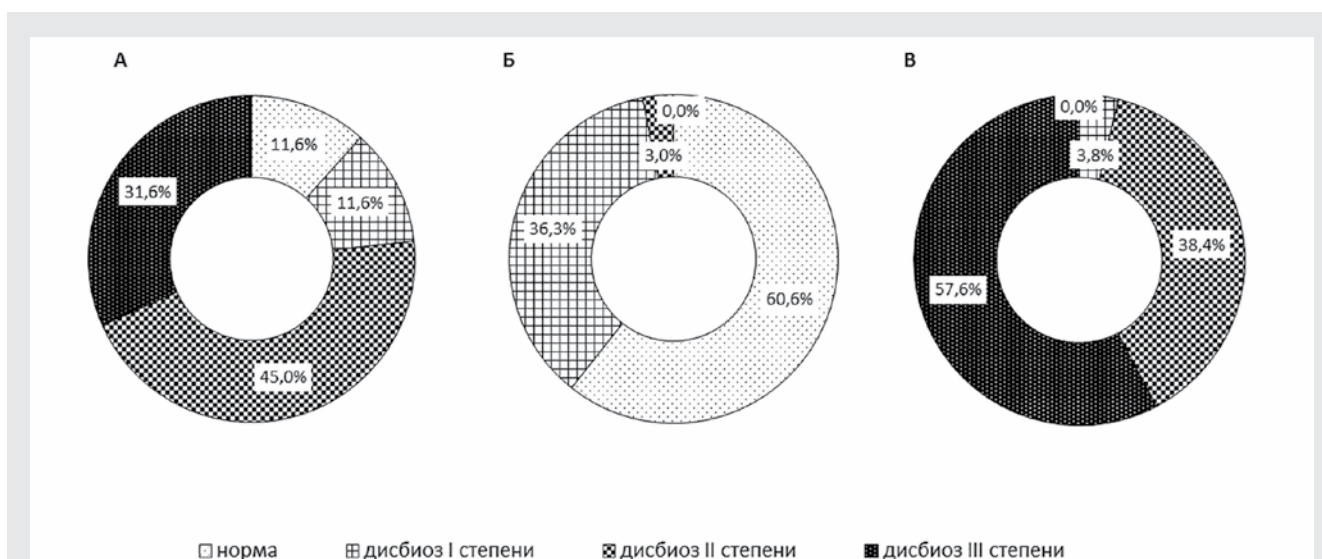 А Б В
0,0% 0,0%
11,6% 3,0% 3,8%
31,6% 11,6% 36,3% 38,4%
60,6% 57,6%
45,0%
норма дисбиоз I степени дисбиоз II степени дисбиоз III степени